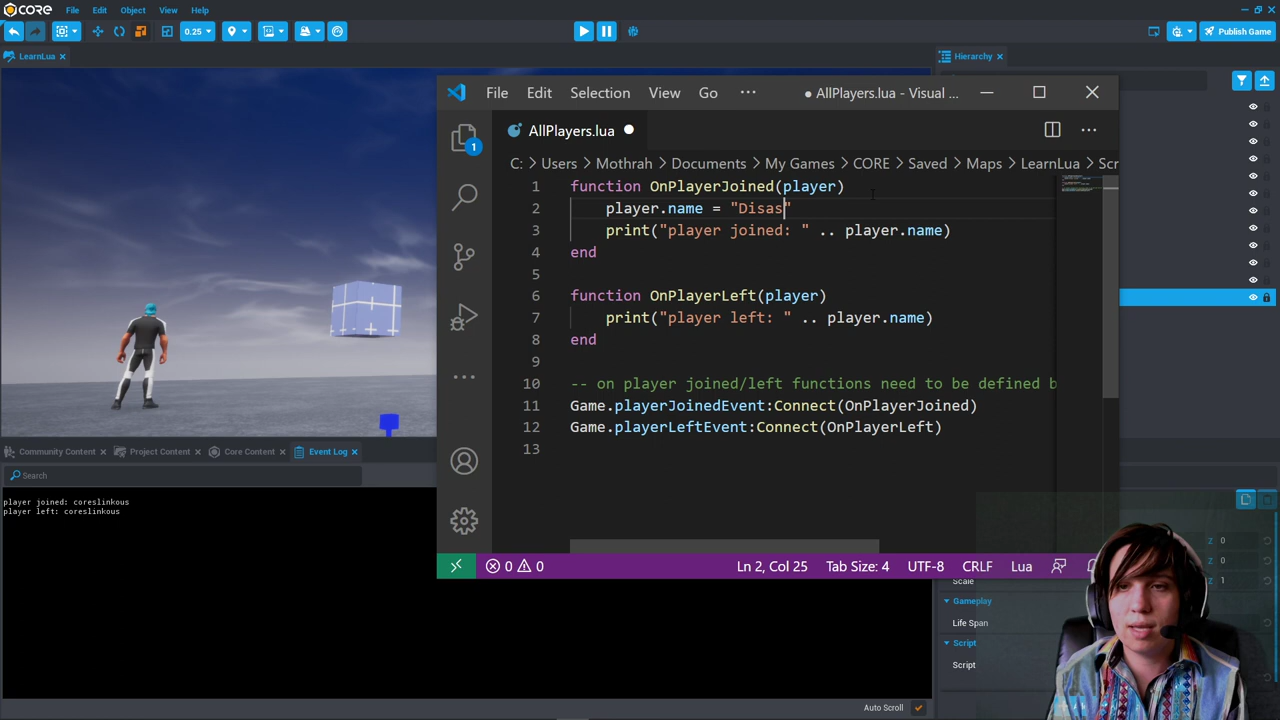 CORE File Edit Object View Help
0.25 Publish Game
LearnLua Hierarchy
File Edit Selection View Go ··· ● AllPlayers.lua - Visual ...
AllPlayers.lua
1
C: > Users > Mothrah > Documents > My Games > CORE > Saved > Maps > LearnLua > Scr
1 function OnPlayerJoined(player)
2 player.name = "Disas"
3 print("player joined: " .. player.name)
4 end
5
6 function OnPlayerLeft(player)
7 print("player left: " .. player.name)
8 end
9
10 -- on player joined/left functions need to be defined b
11 Game.playerJoinedEvent:Connect(OnPlayerJoined)
12 Game.playerLeftEvent:Connect(OnPlayerLeft)
13
Community Content Project Content Core Content Event Log
Search
player joined: coreslinkous
player left: coreslinkous
0 0 Ln 2, Col 25 Tab Size: 4 UTF-8 CRLF Lua
Z 0
Z 0
Scale Z 1
Gameplay
Life Span
Script
Script
Auto Scroll